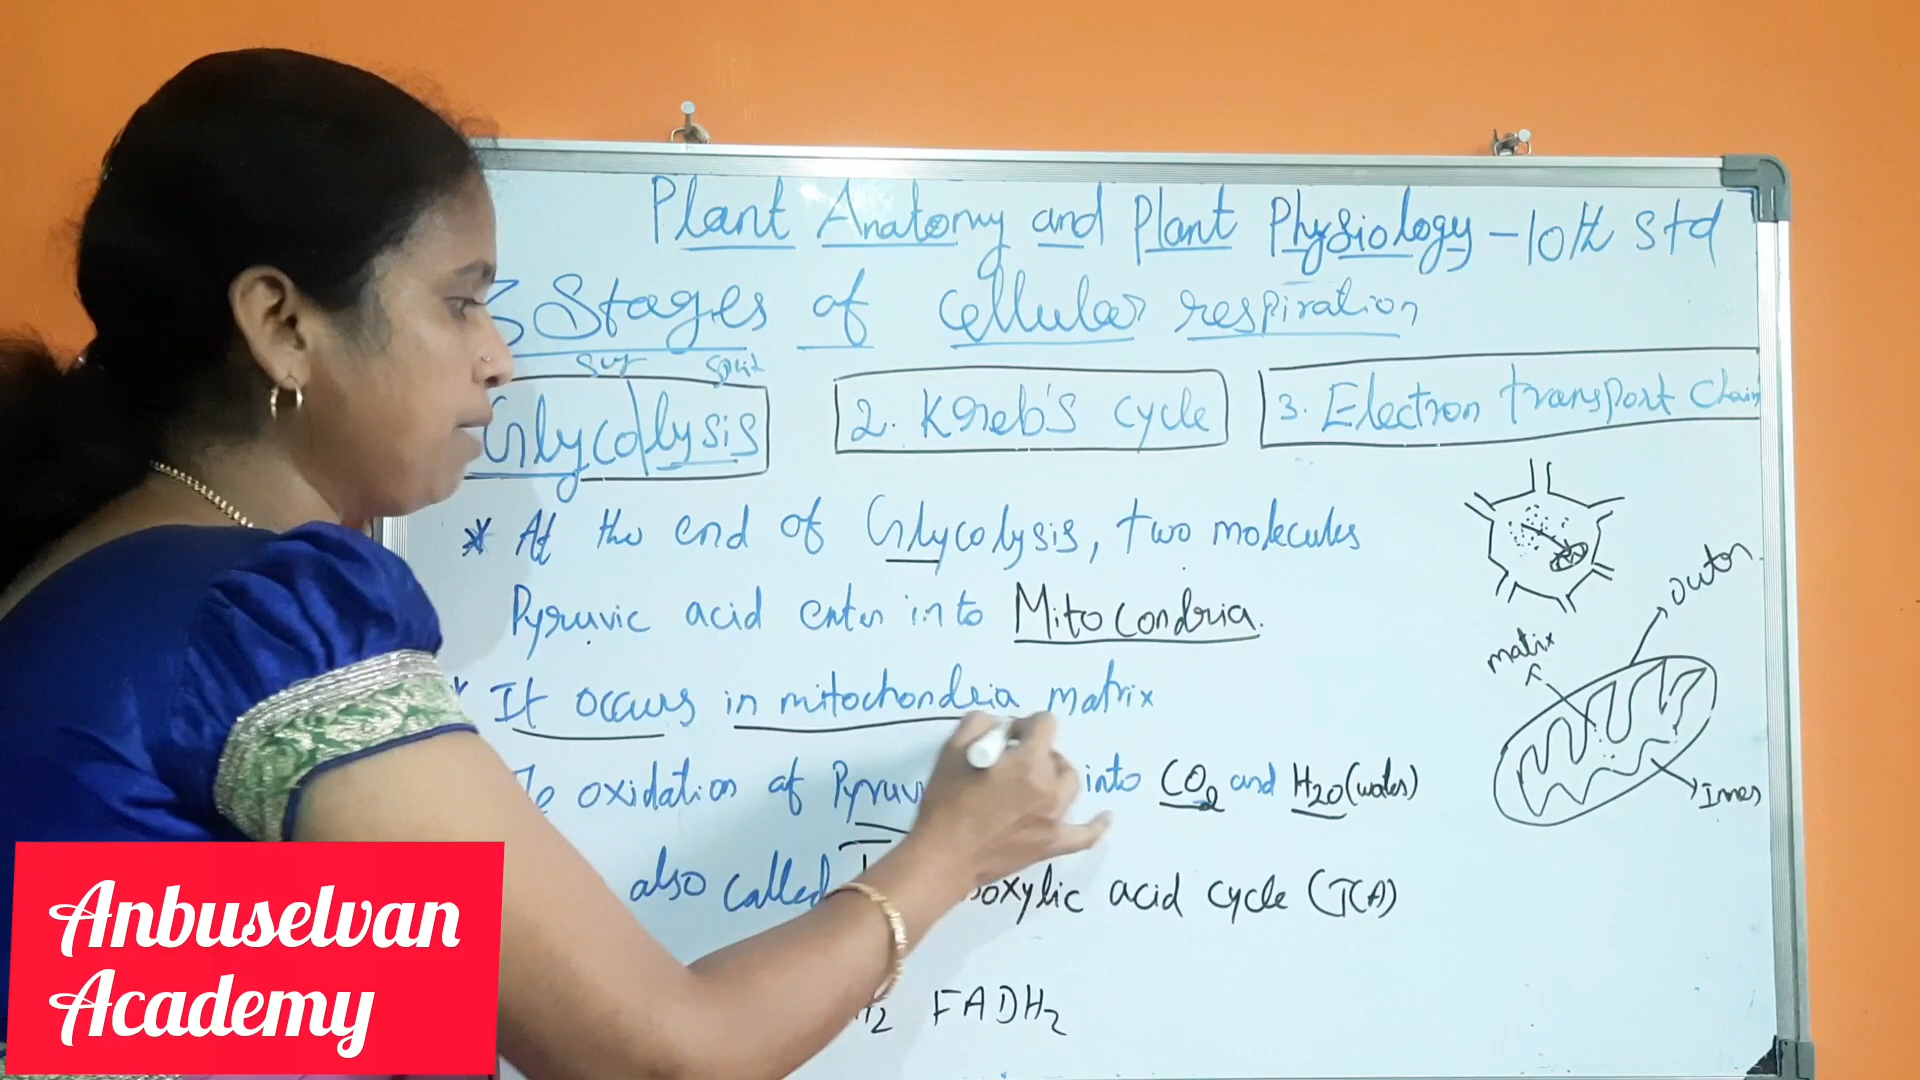 Plant Anatomy and Plant Physiology - 10th Std
3 Stages of Cellular respiration
split
Glycolysis
2. Kreb's Cycle
3. Electron transport Chain
* At the end of Glycolysis, two molecules
Pyruvic acid enter into Mitocondria.
* It occurs in mitochondria matrix
oxidation of into CO2 and H2O (water)
also called acid cycle (TCA)
FADH2
outer
matrix
Inner
Anbuselvan
Academy